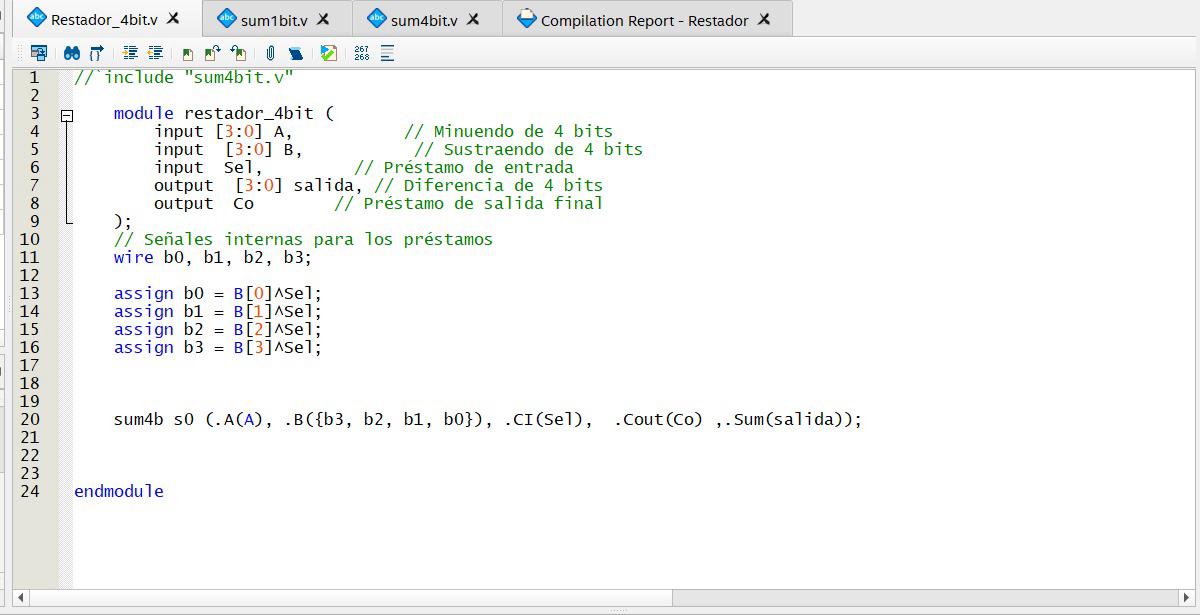 Restador_4bit.v
sum1bit.v
sum4bit.v
Compilation Report - Restador
267
268
1 //`include "sum4bit.v"
2
3 module restador_4bit (
4 input [3:0] A, // Minuendo de 4 bits
5 input [3:0] B, // Sustraendo de 4 bits
6 input Sel, // Préstamo de entrada
7 output [3:0] salida, // Diferencia de 4 bits
8 output Co // Préstamo de salida final
9 );
10 // Señales internas para los préstamos
11 wire b0, b1, b2, b3;
12
13 assign b0 = B[0]^Sel;
14 assign b1 = B[1]^Sel;
15 assign b2 = B[2]^Sel;
16 assign b3 = B[3]^Sel;
17
18
19
20 sum4b s0 (.A(A), .B({b3, b2, b1, b0}), .CI(Sel), .Cout(Co) ,.Sum(salida));
21
22
23
24 endmodule